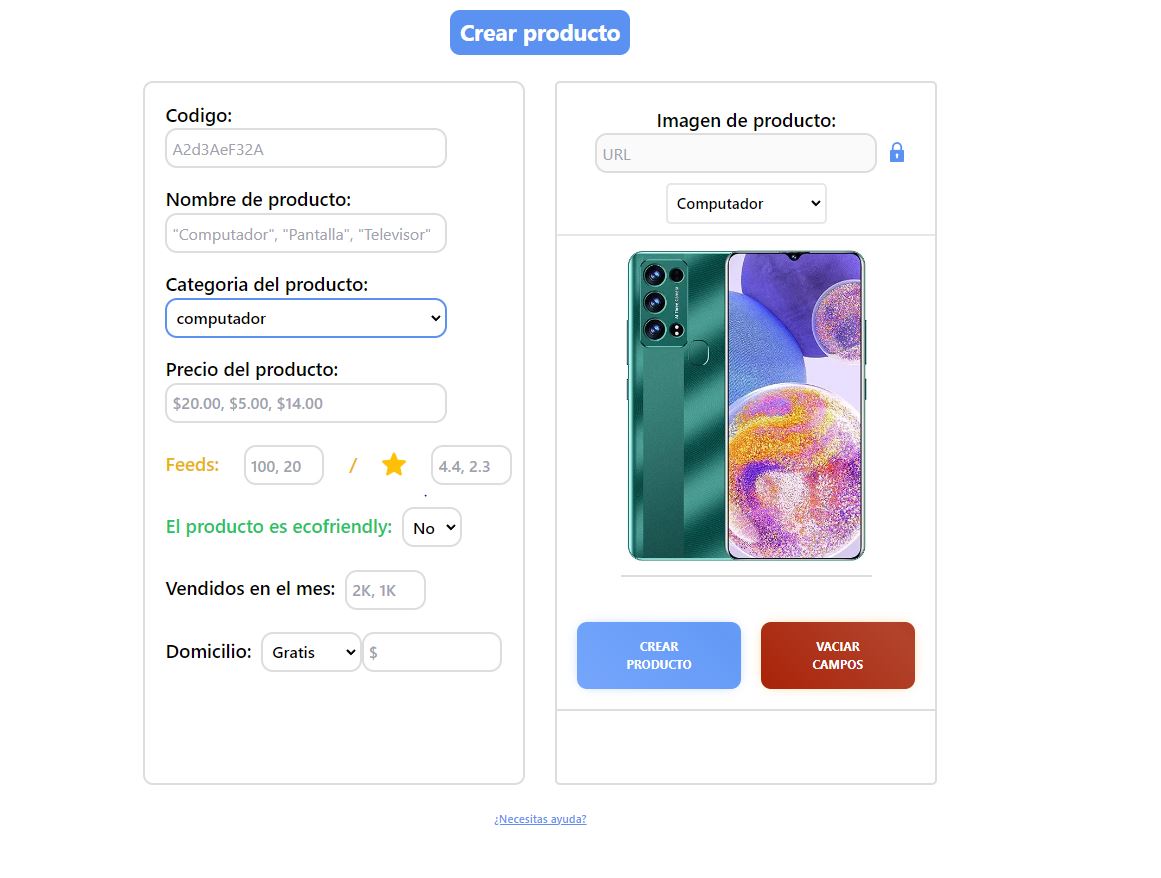 Crear producto
Codigo:
A2d3AeF32A
Nombre de producto:
"Computador", "Pantalla", "Televisor"
Categoria del producto:
computador
Precio del producto:
$20.00, $5.00, $14.00
Feeds: 100, 20 / 4.4, 2.3
El producto es ecofriendly: No
Vendidos en el mes: 2K, 1K
Domicilio: Gratis $
Imagen de producto:
URL
Computador
CREAR
PRODUCTO
VACIAR
CAMPOS
¿Necesitas ayuda?